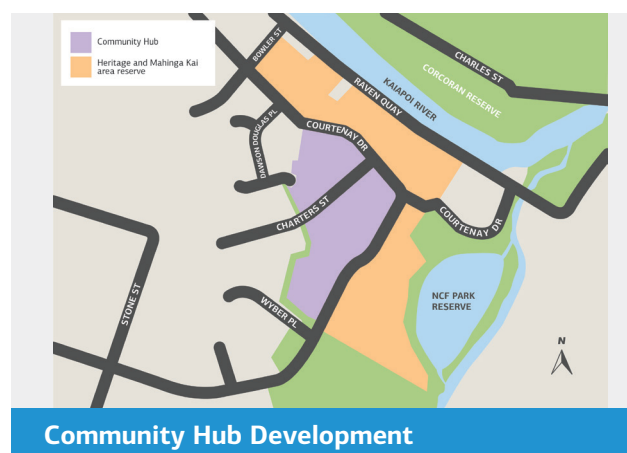 Community Hub
Heritage and Mahinga Kai
area reserve
BOWLER ST
CHARLES ST
CORCORAN RESERVE
KAIAPOI RIVER
RAVEN QUAY
DAWSON DOUGLAS PL
COURTENAY DR
CHARTERS ST
COURTENAY DR
STONE ST
WYBER PL
NCF PARK
RESERVE
N
Community Hub Development